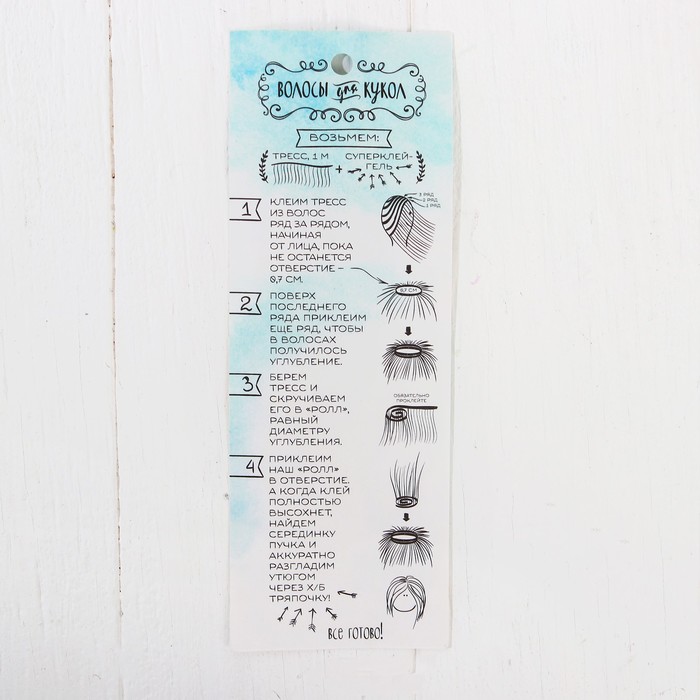 ВОЛОСЫ для КУКОЛ
ВОЗЬМЕМ:
ТРЕСС, 1 М + СУПЕРКЛЕЙ-
ГЕЛЬ
1 КЛЕИМ ТРЕСС
ИЗ ВОЛОС
РЯД ЗА РЯДОМ,
НАЧИНАЯ
ОТ ЛИЦА, ПОКА
НЕ ОСТАНЕТСЯ
ОТВЕРСТИЕ –
0,7 СМ.
3 РЯД
2 РЯД
1 РЯД
0,7 СМ
2 ПОВЕРХ
ПОСЛЕДНЕГО
РЯДА ПРИКЛЕИМ
ЕЩЕ РЯД, ЧТОБЫ
В ВОЛОСАХ
ПОЛУЧИЛОСЬ
УГЛУБЛЕНИЕ.
3 БЕРЕМ
ТРЕСС И
СКРУЧИВАЕМ
ЕГО В «РОЛЛ»,
РАВНЫЙ
ДИАМЕТРУ
УГЛУБЛЕНИЯ.
ОБЯЗАТЕЛЬНО
ПРОКЛЕЙТЕ
4 ПРИКЛЕИМ
НАШ «РОЛЛ»
В ОТВЕРСТИЕ.
А КОГДА КЛЕЙ
ПОЛНОСТЬЮ
ВЫСОХНЕТ,
НАЙДЕМ
СЕРЕДИНКУ
ПУЧКА И
АККУРАТНО
РАЗГЛАДИМ
УТЮГОМ
ЧЕРЕЗ Х/Б
ТРЯПОЧКУ!
ВСЕ ГОТОВО!